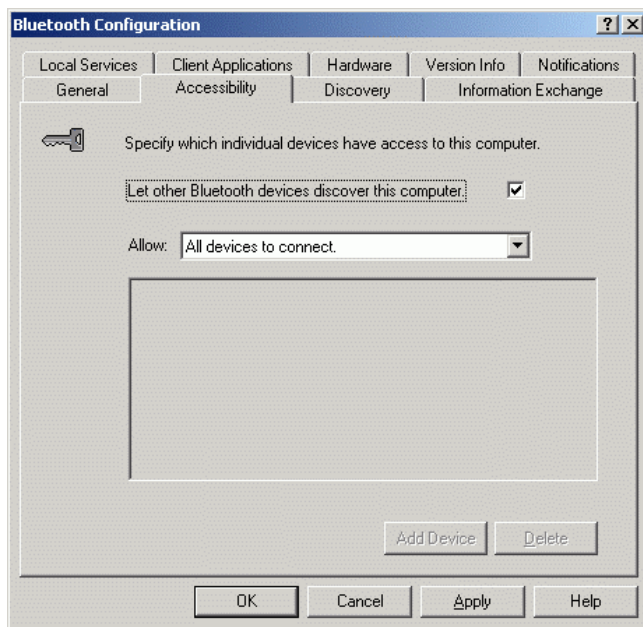 Bluetooth Configuration
Local Services Client Applications Hardware Version Info Notifications
General Accessibility Discovery Information Exchange
Specify which individual devices have access to this computer.
Let other Bluetooth devices discover this computer.
Allow: All devices to connect.
Add Device Delete
OK Cancel Apply Help